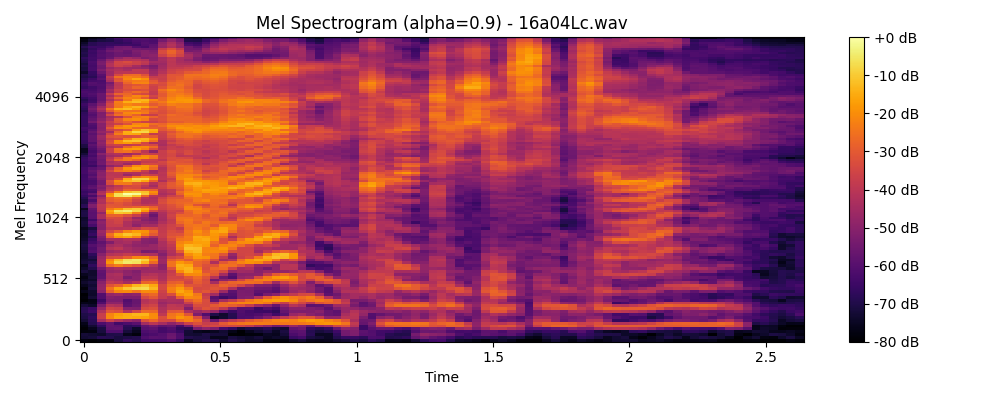 Mel Spectrogram (alpha=0.9) - 16a04Lc.wav
Mel Frequency
4096
2048
1024
512
0
0
0.5
1
1.5
2
2.5
Time
+0 dB
-10 dB
-20 dB
-30 dB
-40 dB
-50 dB
-60 dB
-70 dB
-80 dB